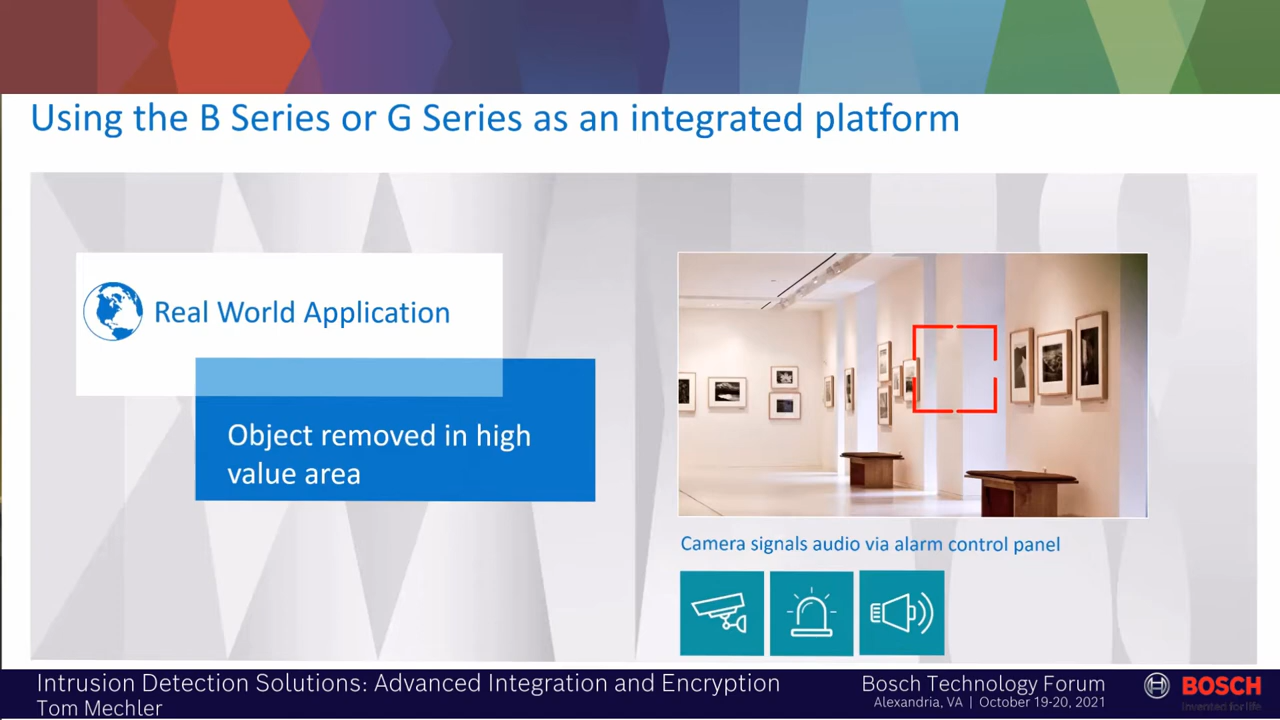 Using the B Series or G Series as an integrated platform
Real World Application
Object removed in high
value area
Camera signals audio via alarm control panel
Intrusion Detection Solutions: Advanced Integration and Encryption
Tom Mechler
Bosch Technology Forum
Alexandria, VA | October 19-20, 2021
BOSCH
Invented for life